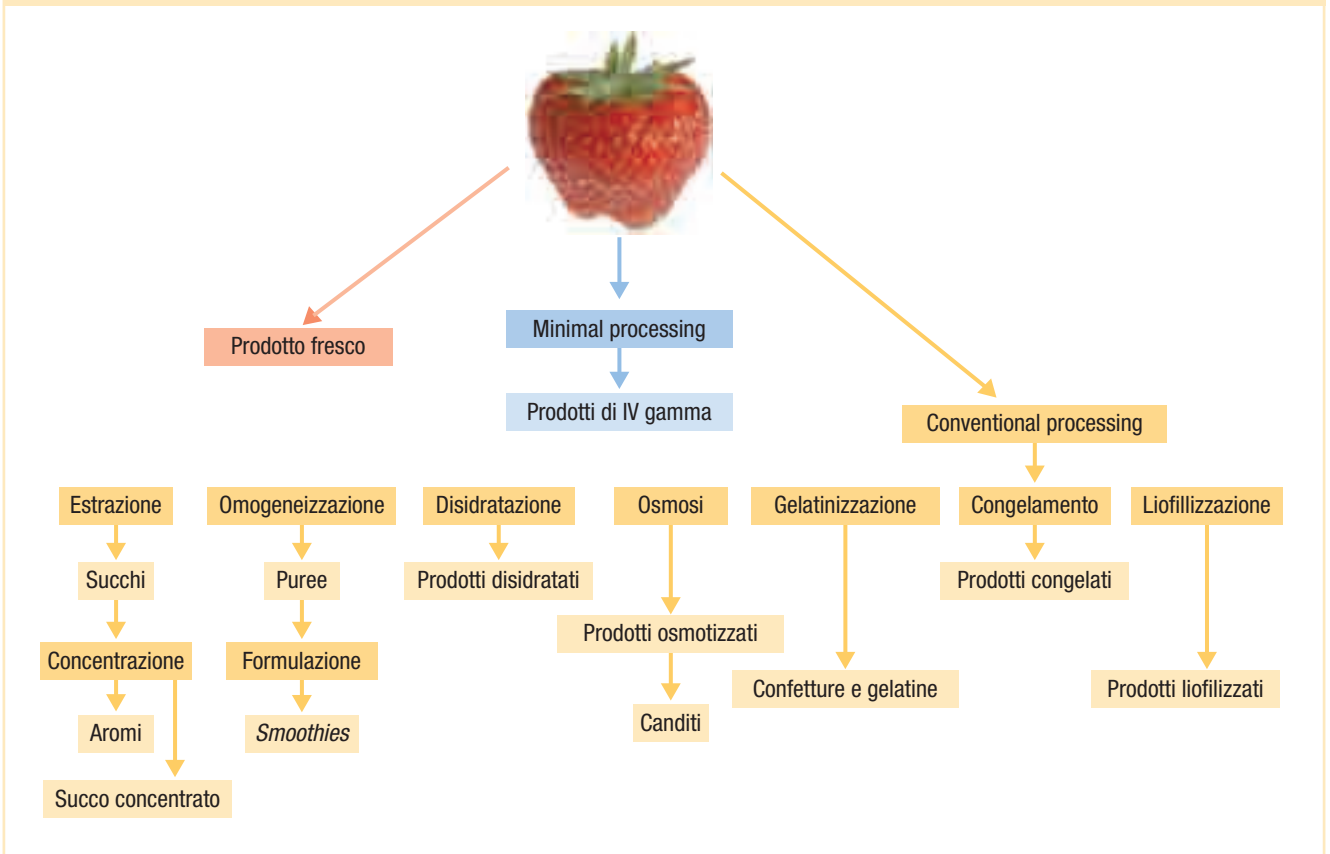 Prodotto fresco
Minimal processing
Prodotti di IV gamma
Conventional processing
Estrazione
Omogeneizzazione
Disidratazione
Osmosi
Gelatinizzazione
Congelamento
Liofillizzazione
Succhi
Puree
Prodotti disidratati
Prodotti congelati
Prodotti osmotizzati
Concentrazione
Formulazione
Confetture e gelatine
Prodotti liofilizzati
Aromi
Smoothies
Canditi
Succo concentrato